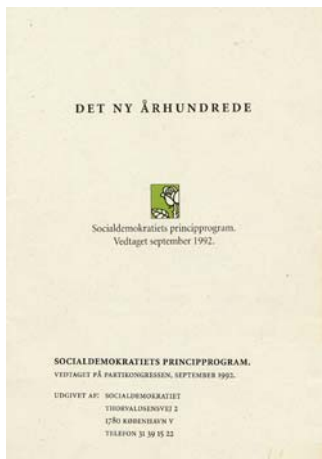 DET NY ÅRHUNDREDE
Socialdemokratiets principprogram.
Vedtaget september 1992.
SOCIALDEMOKRATIETS PRINCIPPROGRAM.
VEDTAGET PÅ PARTIKONGRESSEN, SEPTEMBER 1992.
UDGIVET AF: SOCIALDEMOKRATIET
THORVALDSENSVEJ 2
1780 KØBENHAVN V
TELEFON 31 39 15 22